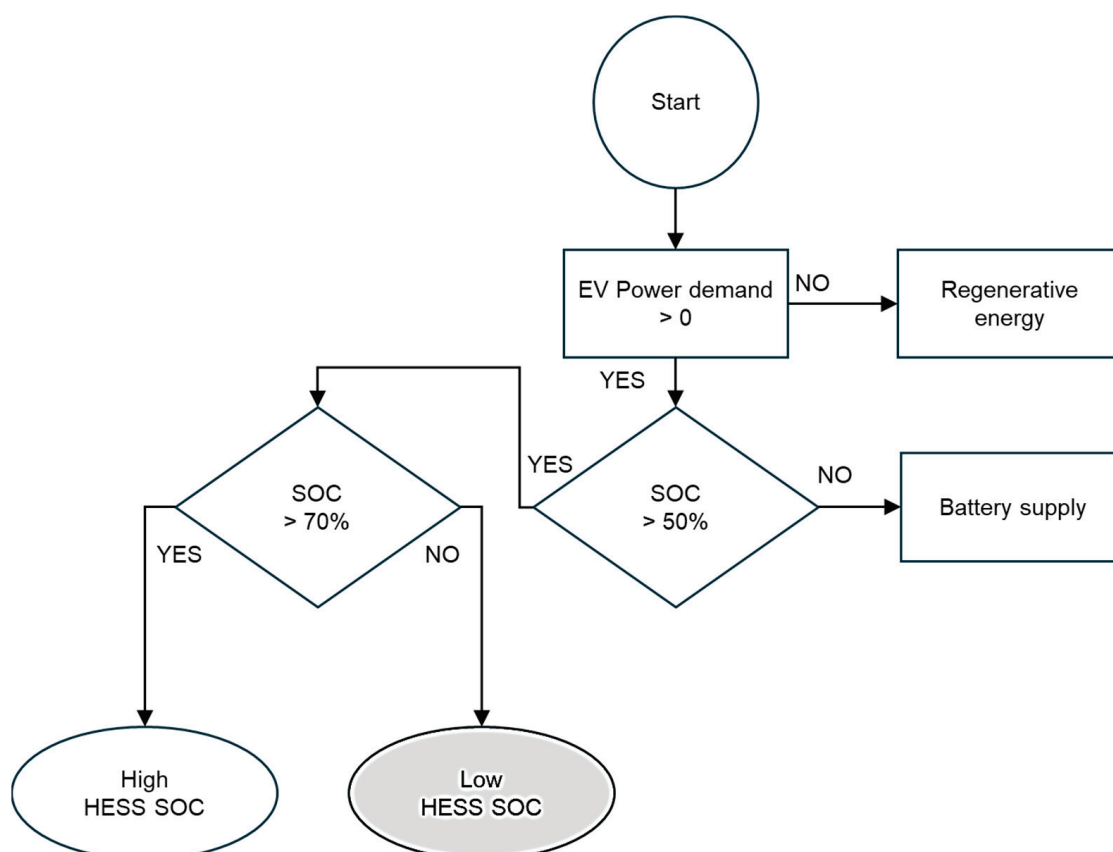 Start
EV Power demand
> 0
NO
Regenerative
energy
YES
SOC
> 50%
NO
Battery supply
YES
SOC
> 70%
YES
NO
High
HESS SOC
Low
HESS SOC